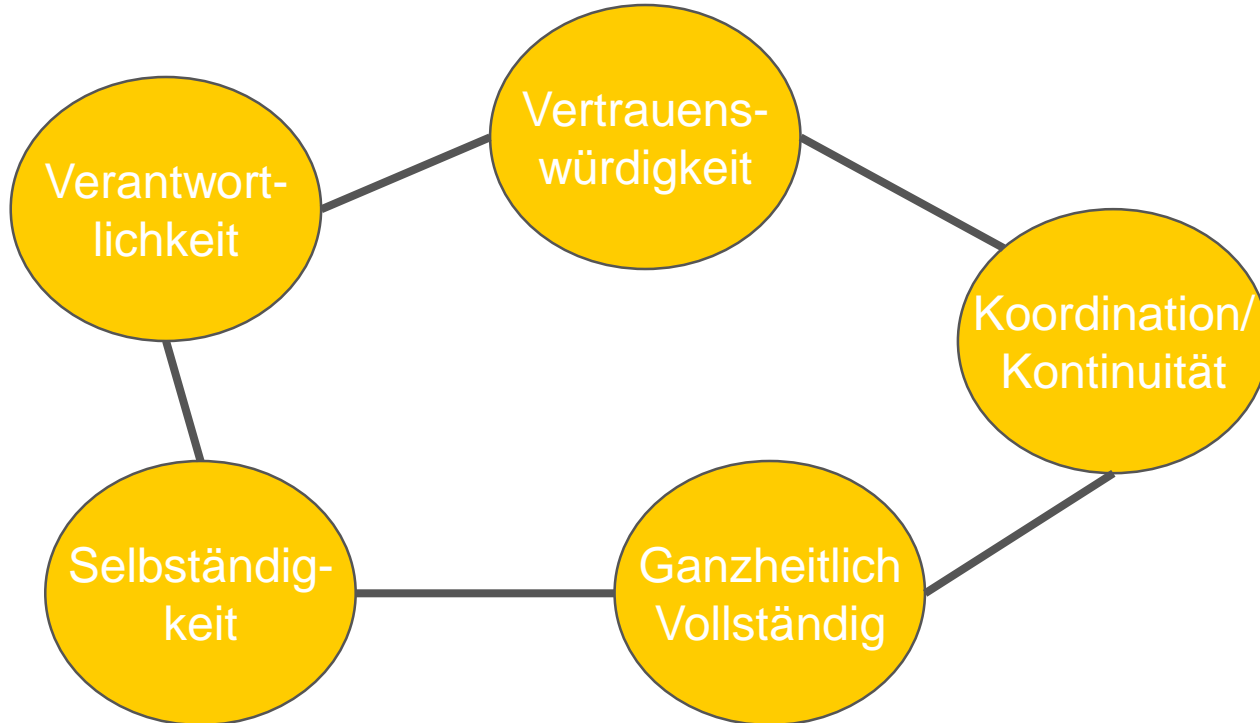 Vertrauens-
würdigkeit
Verantwort-
lichkeit
Koordination/
Kontinuität
Selbständig-
keit
Ganzheitlich
Vollständig